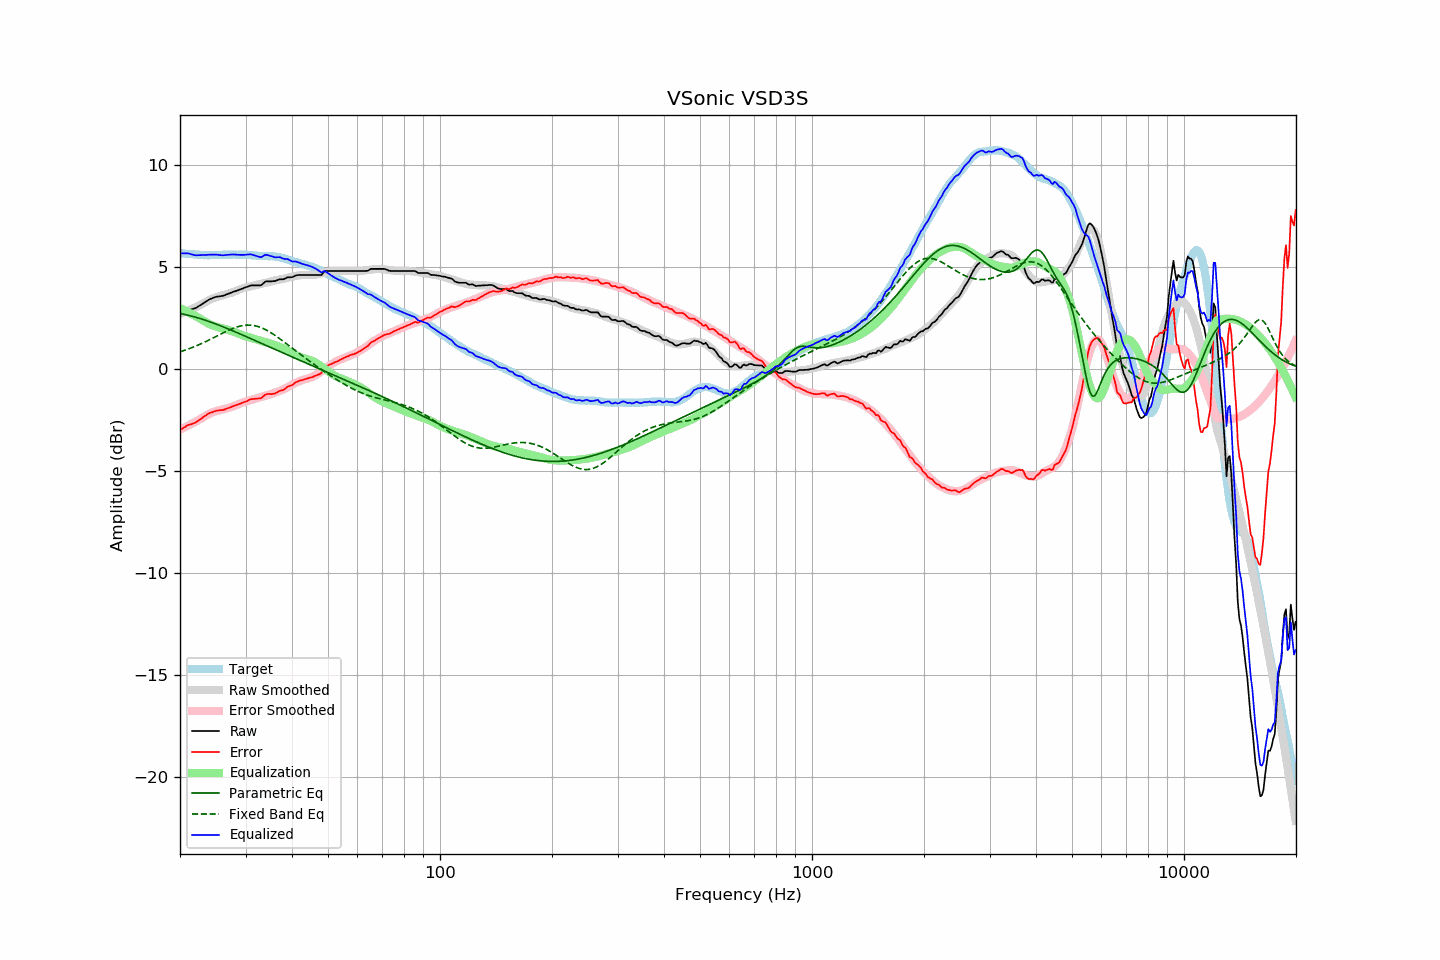 VSonic VSD3S
10
5
0
−5
−10
−15
−20
Amplitude (dBr)
Target
Raw Smoothed
Error Smoothed
Raw
Error
Equalization
Parametric Eq
Fixed Band Eq
Equalized
100
1000
10000
Frequency (Hz)